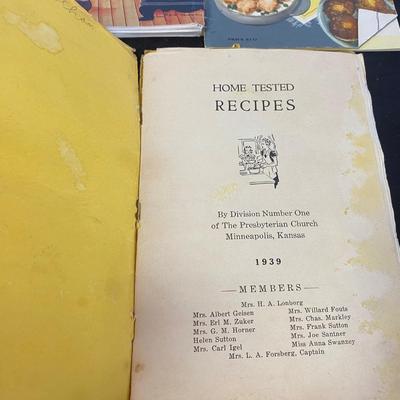 HOME TESTED
RECIPES
By Division Number One
of The Presbyterian Church
Minneapolis, Kansas
1939
MEMBERS
Mrs. H. A. Lonborg
Mrs. Albert Geisen
Mrs. Erl M. Zuker
Mrs. G. M. Horner
Helen Sutton
Mrs. Carl Igel
Mrs. Willard Fouts
Mrs. Chas. Markley
Mrs. Frank Sutton
Mrs. Joe Santner
Miss Anna Swanzey
Mrs. L. A. Forsberg, Captain